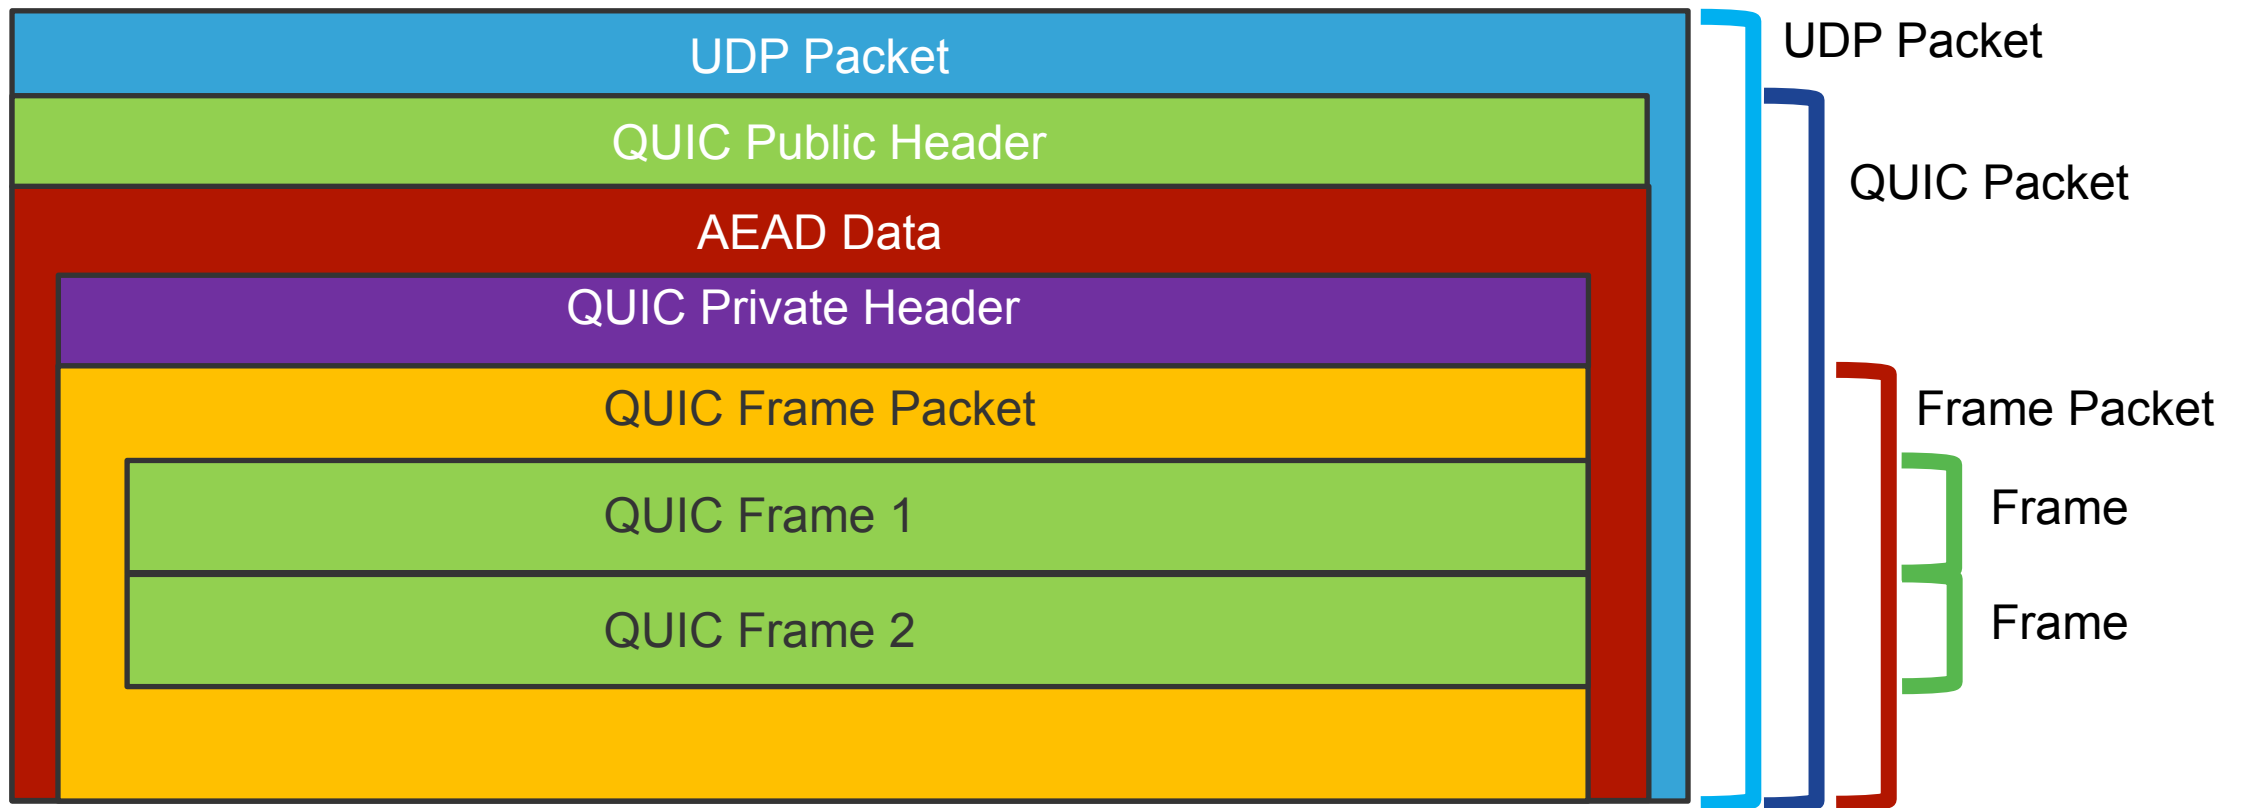 UDP Packet
QUIC Public Header
AEAD Data
QUIC Private Header
QUIC Frame Packet
QUIC Frame 1
QUIC Frame 2
UDP Packet
QUIC Packet
Frame Packet
Frame
Frame